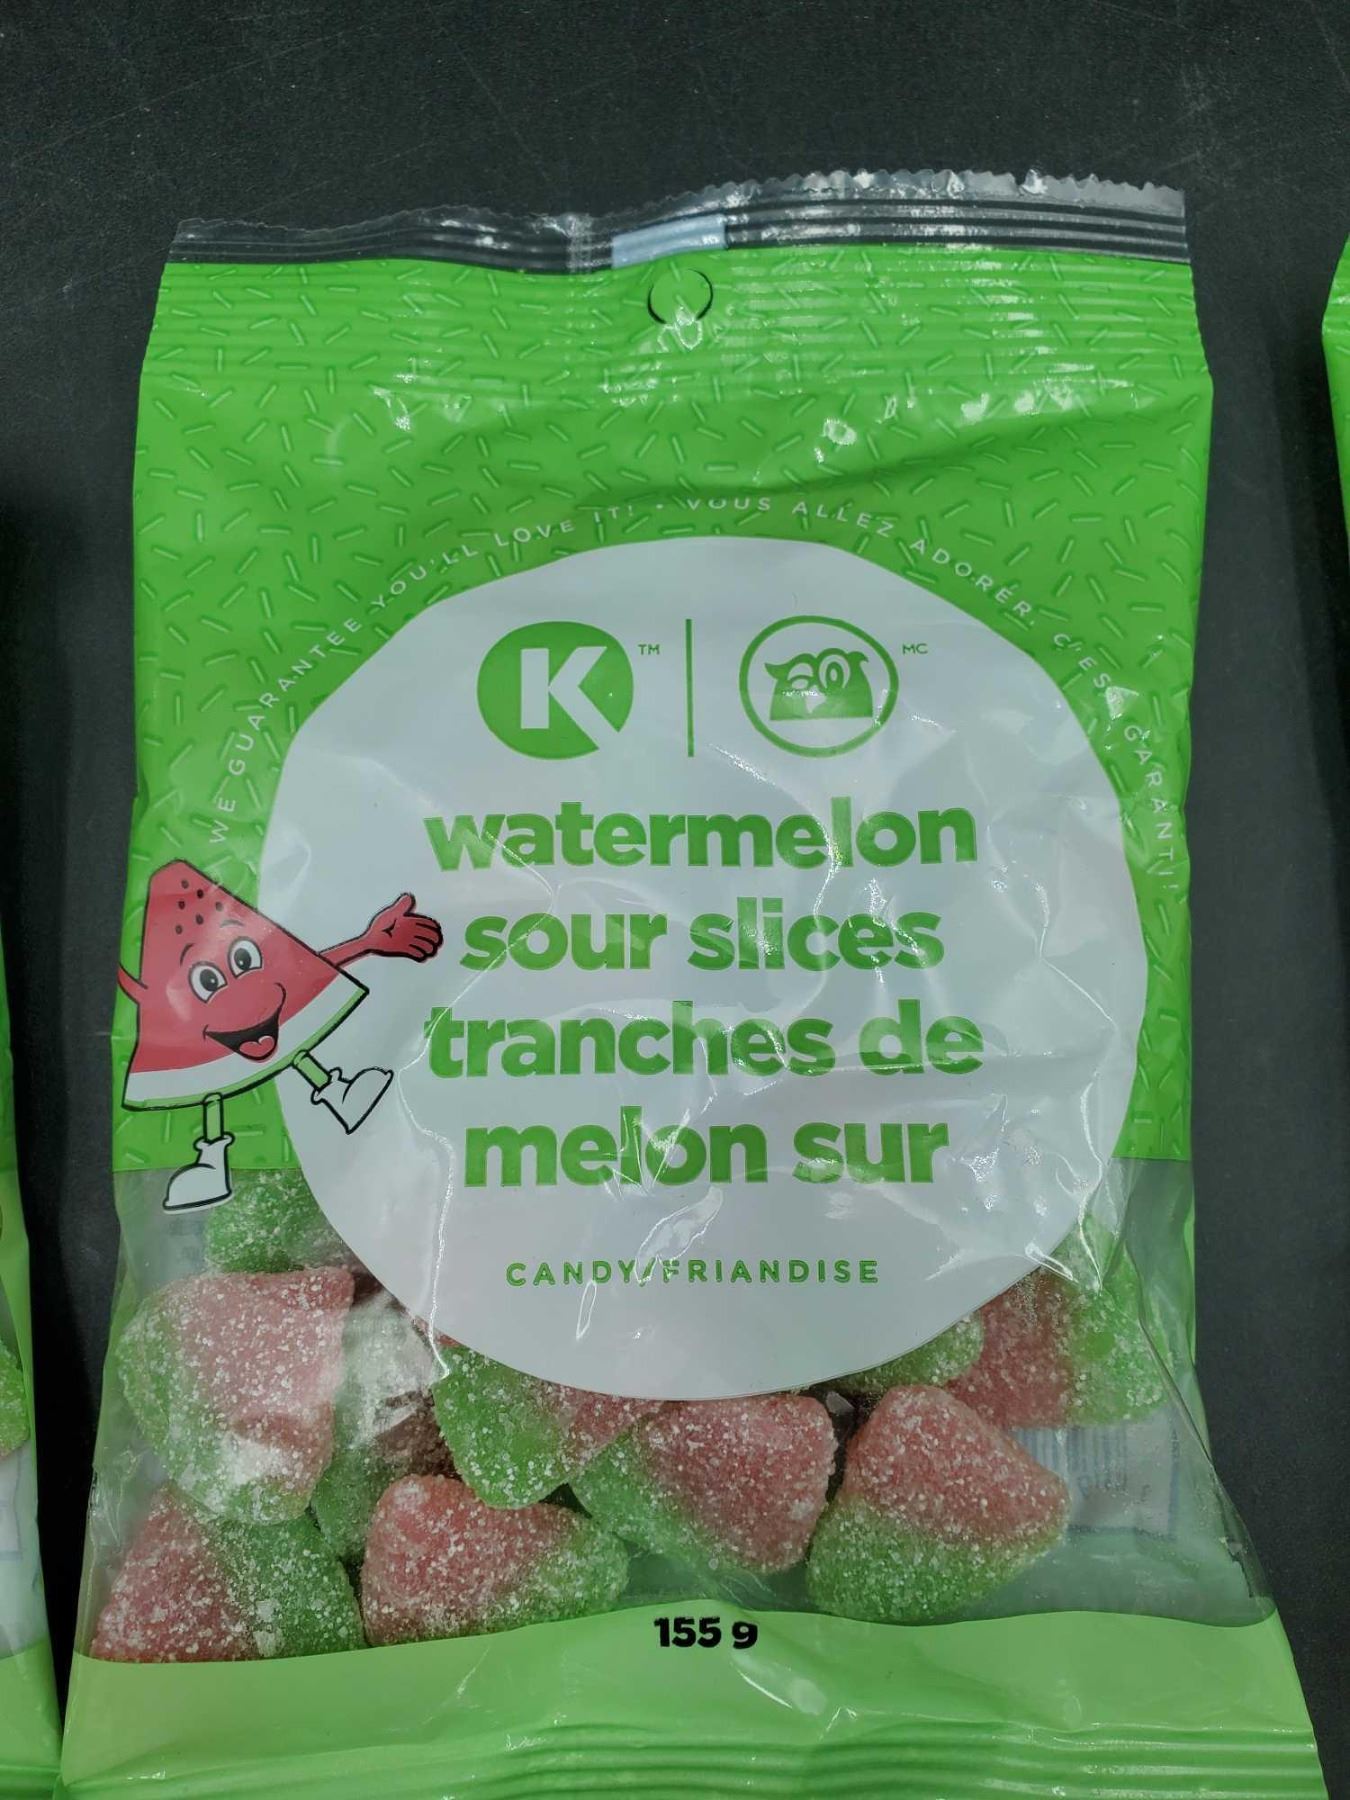 WE GUARANTEE YOU'LL LOVE IT! • VOUS ALLEZ ADORER, C'EST GARANTI!
K TM MC
watermelon
sour slices
tranches de
melon sur
CANDY/FRIANDISE
155 g